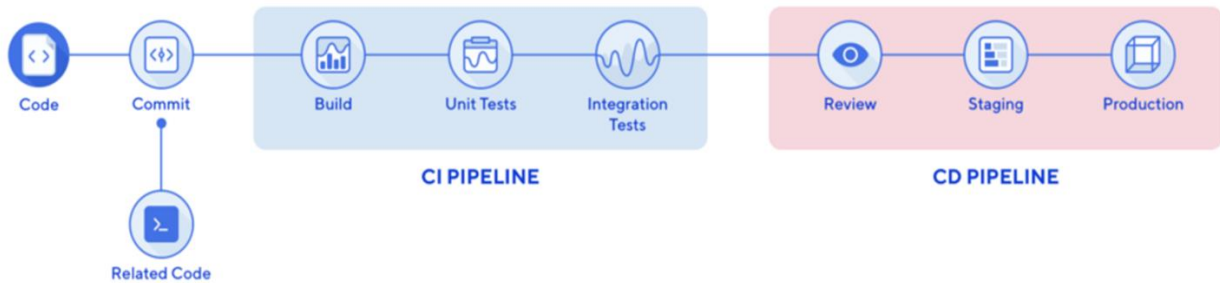 Code
Commit
Build
Unit Tests
Integration
Tests
Review
Staging
Production
CI PIPELINE
CD PIPELINE
Related Code